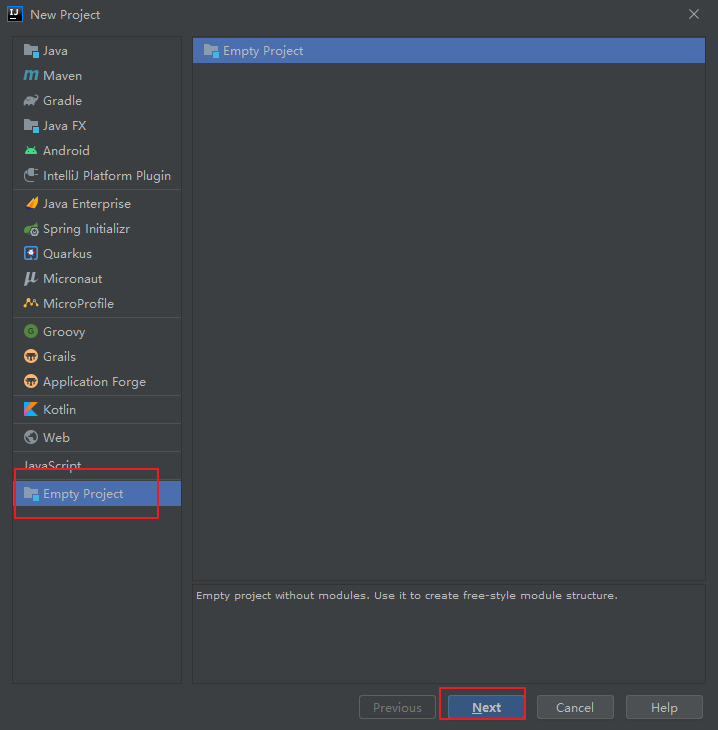 New Project
Java
Maven
Gradle
Java FX
Android
IntelliJ Platform Plugin
Java Enterprise
Spring Initializr
Quarkus
Micronaut
MicroProfile
Groovy
Grails
Application Forge
Kotlin
Web
JavaScript
Empty Project
Empty Project
Empty project without modules. Use it to create free-style module structure.
Previous
Next
Cancel
Help